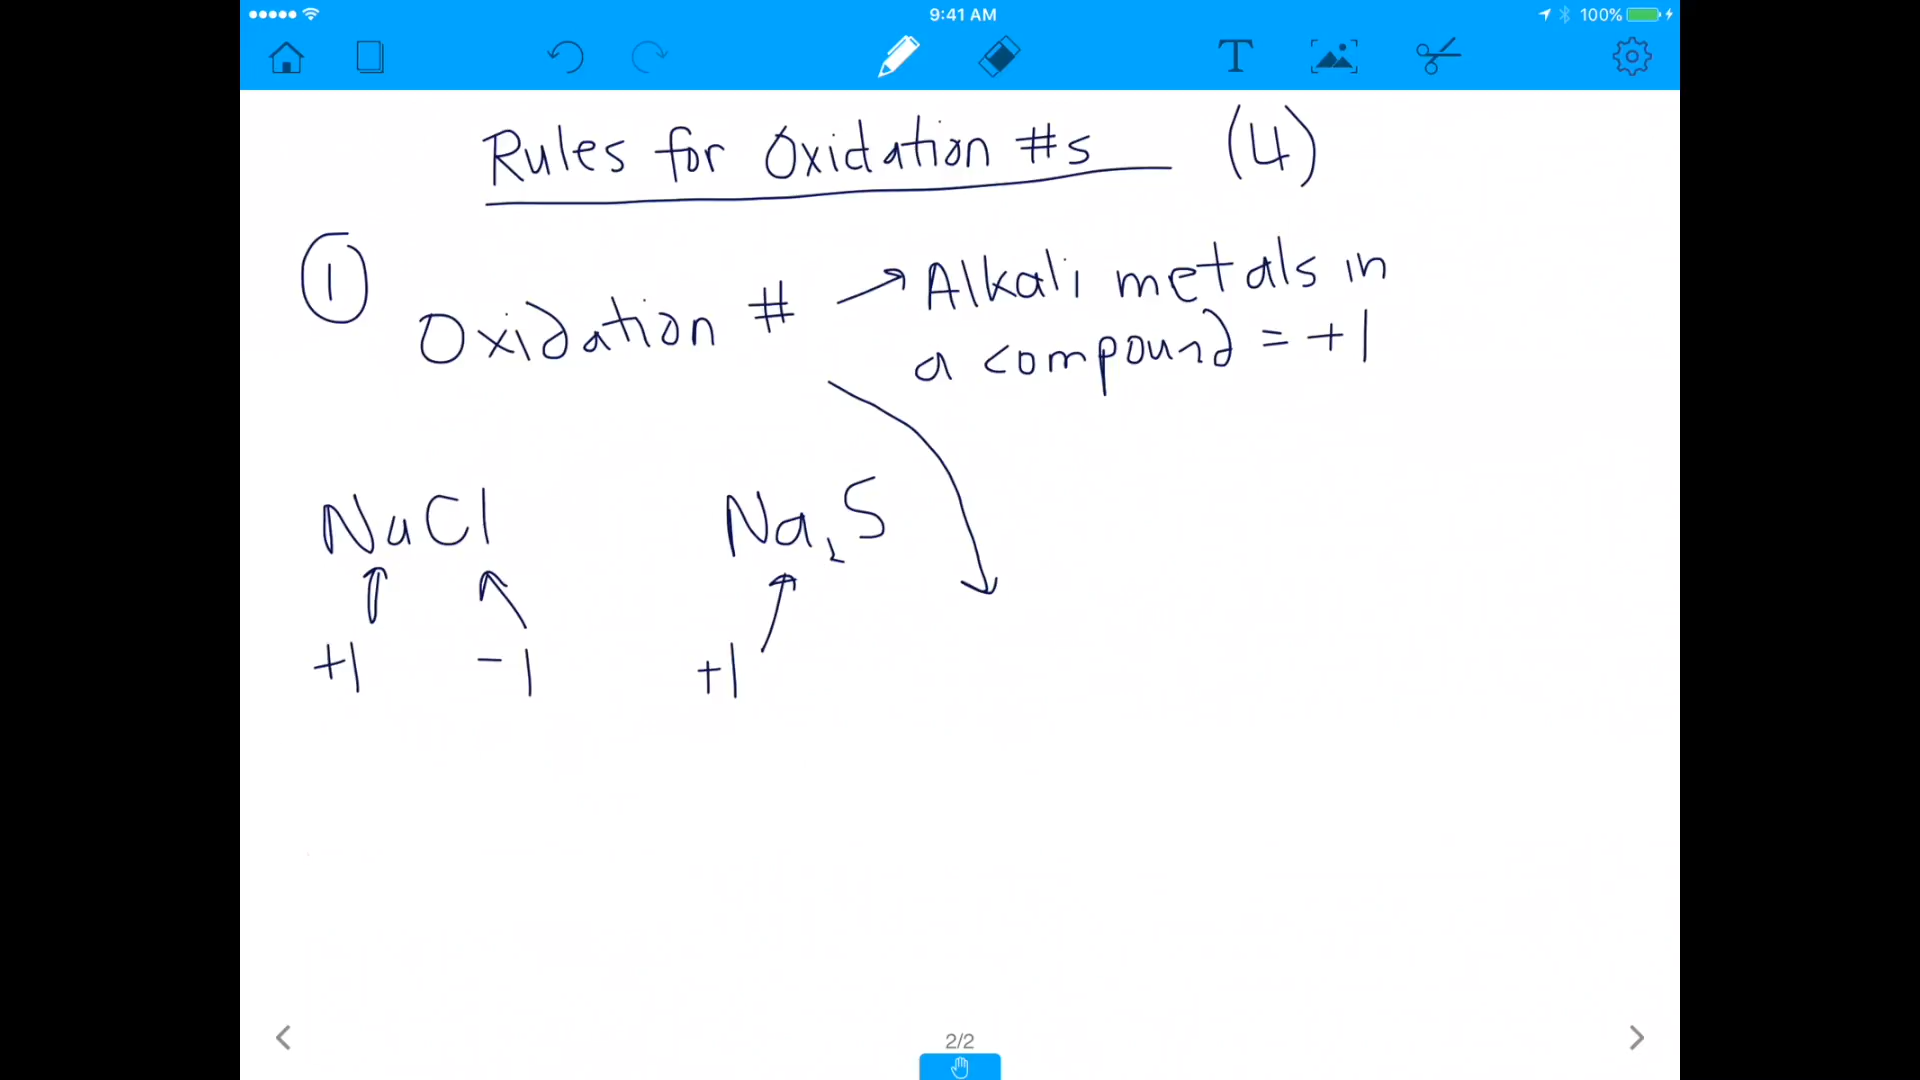 9:41 AM
100%
T
Rules for Oxidation #s (4)
1
Oxidation # → Alkali metals in
a compound = +1
NaCl Na₂S
+1 -1 +1
2/2